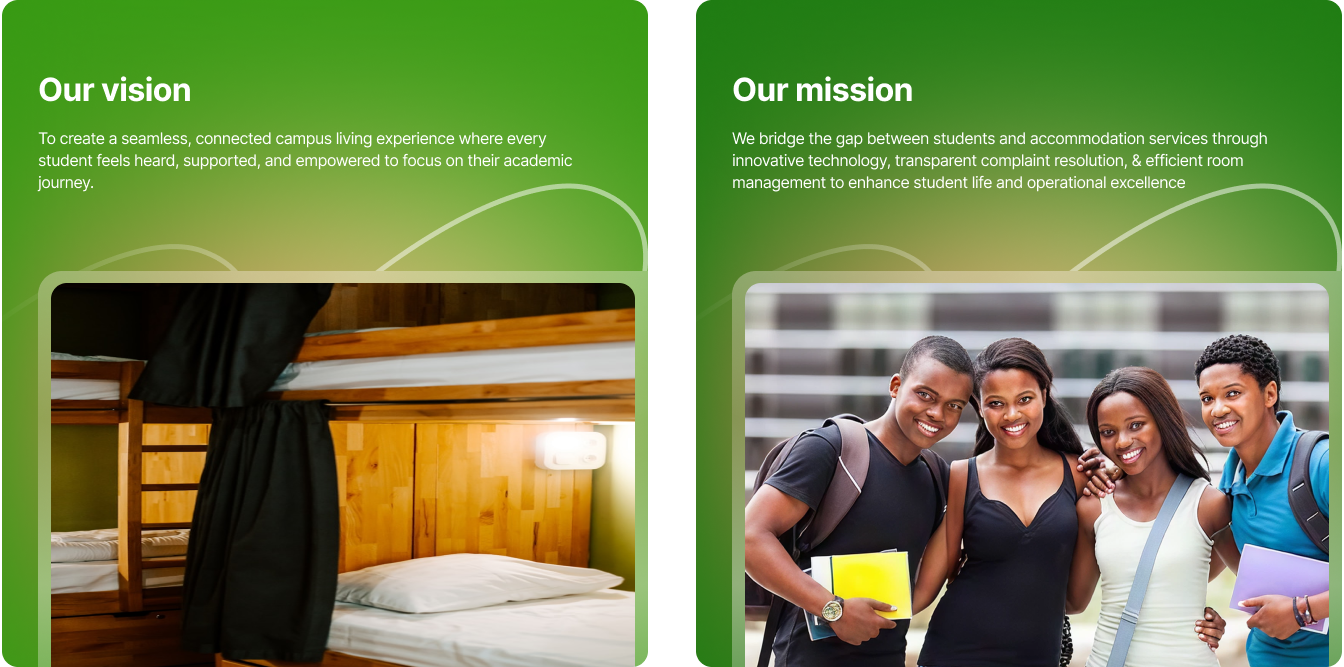 Our vision
To create a seamless, connected campus living experience where every
student feels heard, supported, and empowered to focus on their academic
journey.
Our mission
We bridge the gap between students and accommodation services through
innovative technology, transparent complaint resolution, & efficient room
management to enhance student life and operational excellence